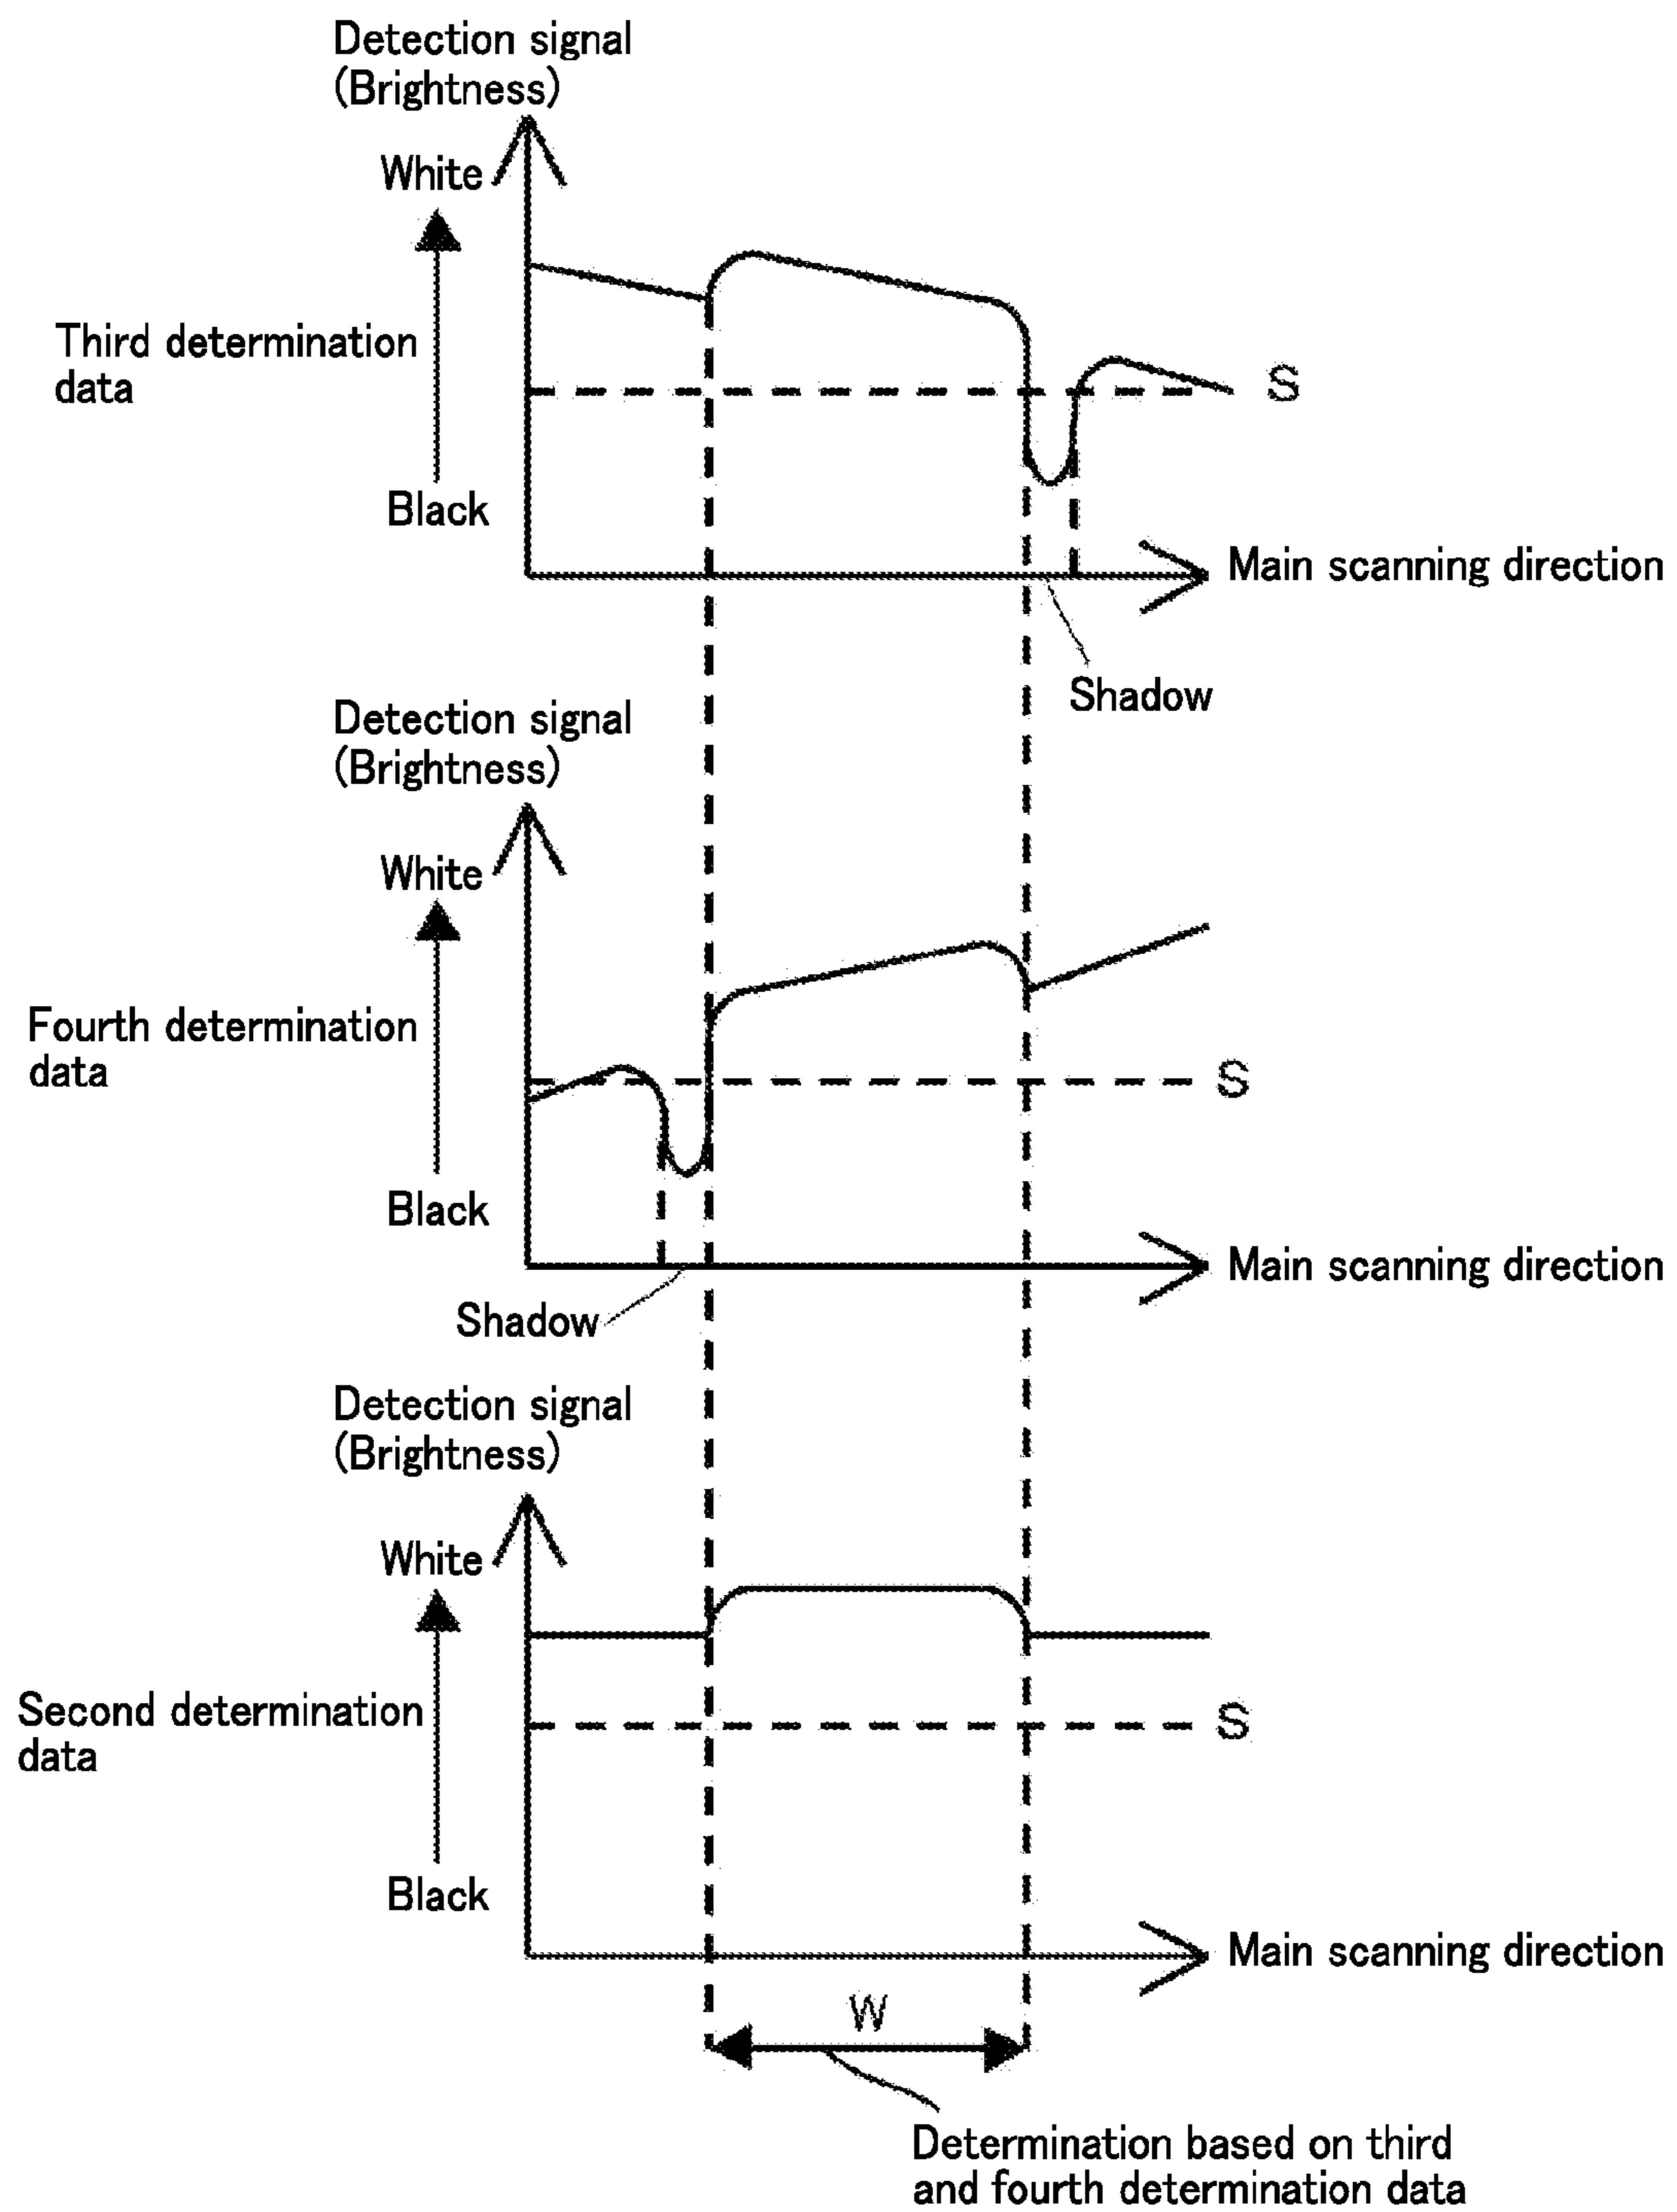 Detection signal
(Brightness)
White
Third determination
data
S
Black
Main scanning direction
Shadow
Detection signal
(Brightness)
White
Fourth determination
data
S
Black
Main scanning direction
Shadow
Detection signal
(Brightness)
White
Second determination
data
S
Black
Main scanning direction
W
Determination based on third
and fourth determination data